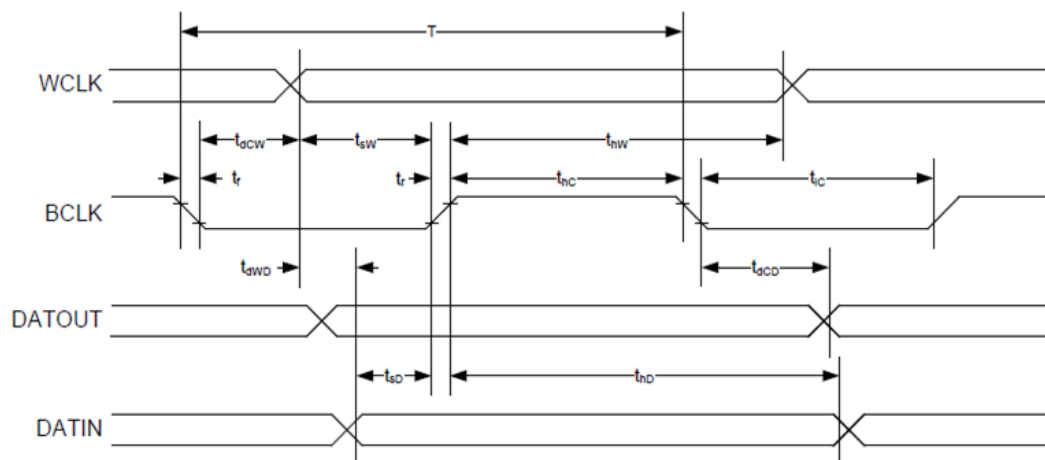 T
WCLK
tdCW tsW thW
tr tr thC tlC
BCLK
tdWD tdCD
DATOUT
tsD thD
DATIN